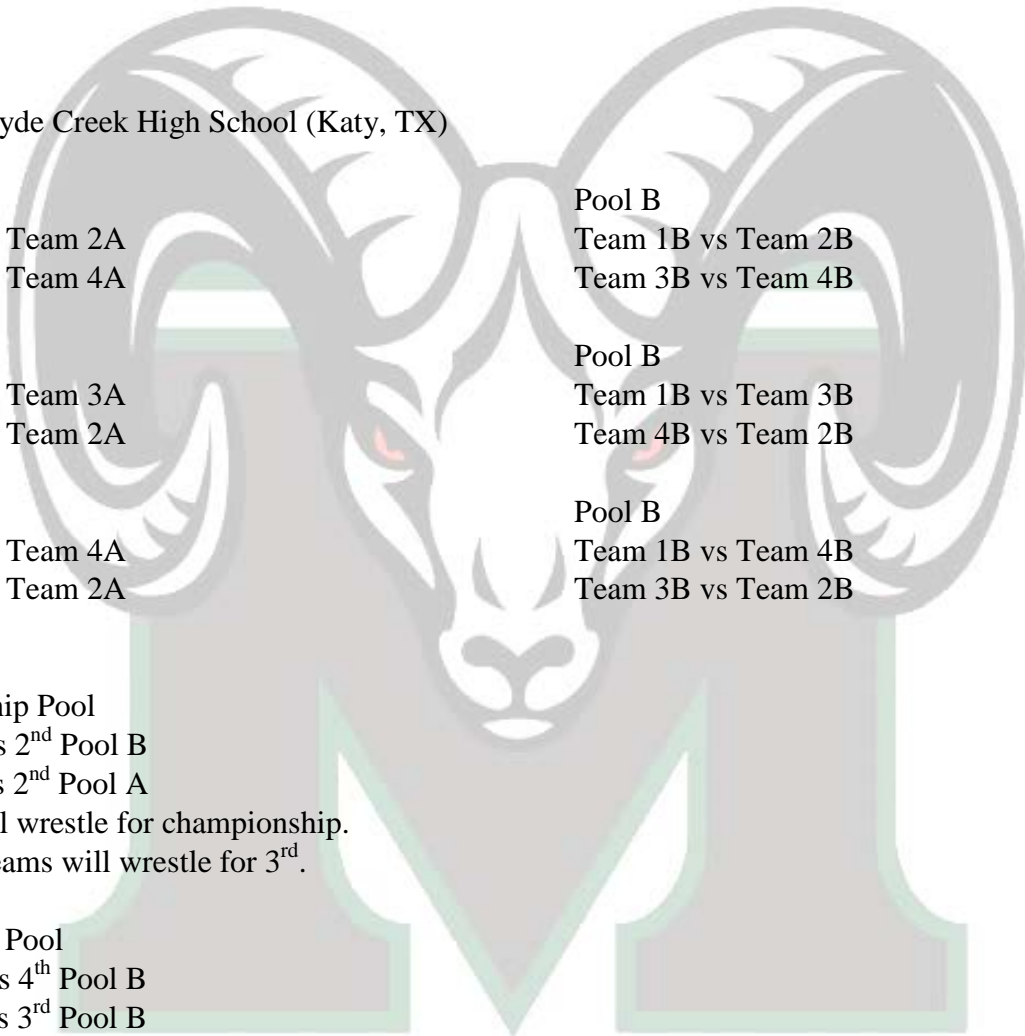 yde Creek High School (Katy, TX)
Pool B
Team 2A Team 1B vs Team 2B
Team 4A Team 3B vs Team 4B
Pool B
Team 3A Team 1B vs Team 3B
Team 2A Team 4B vs Team 2B
Pool B
Team 4A Team 1B vs Team 4B
Team 2A Team 3B vs Team 2B
hip Pool
s 2nd Pool B
s 2nd Pool A
l wrestle for championship.
eams will wrestle for 3rd.
Pool
s 4th Pool B
s 3rd Pool B